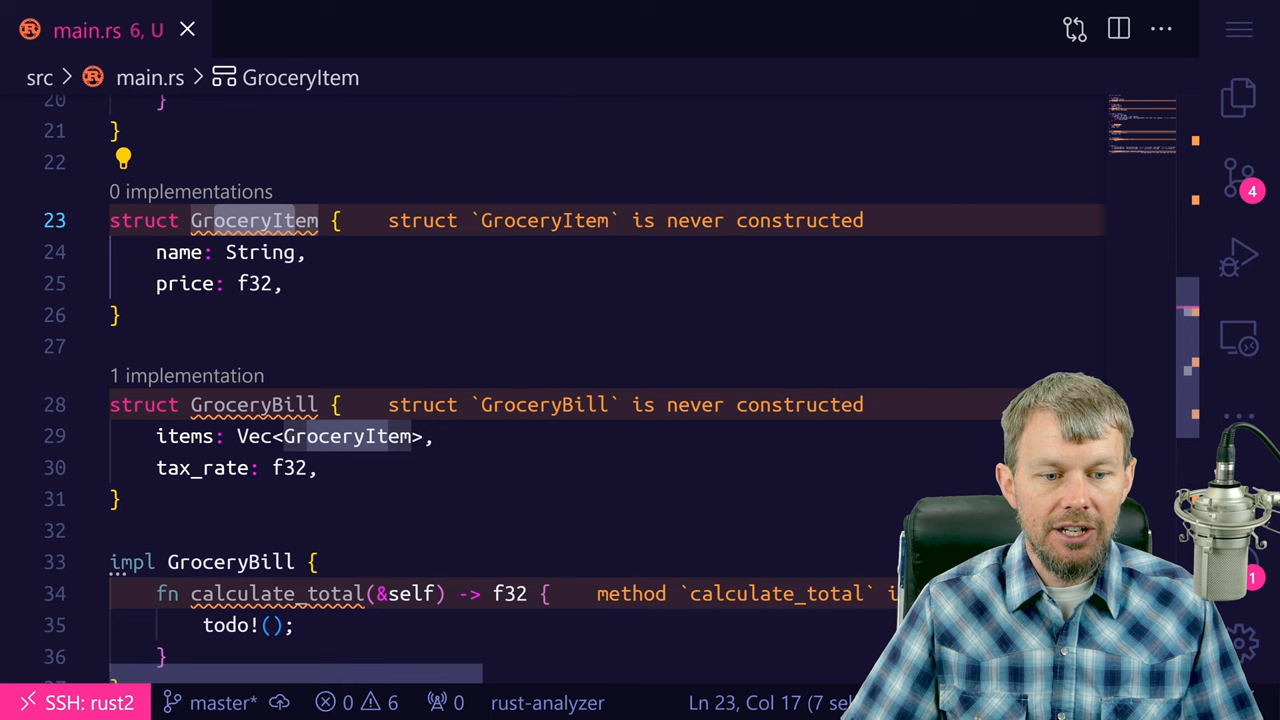 main.rs 6, U
src > main.rs > GroceryItem
20 }
21 }
22
0 implementations
23 struct GroceryItem { struct `GroceryItem` is never constructed
24 name: String,
25 price: f32,
26 }
27
1 implementation
28 struct GroceryBill { struct `GroceryBill` is never constructed
29 items: Vec<GroceryItem>,
30 tax_rate: f32,
31 }
32
33 impl GroceryBill {
34 fn calculate_total(&self) -> f32 { method `calculate_total` i
35 todo!();
36 }
4
1
SSH: rust2 master* 0 6 0 rust-analyzer Ln 23, Col 17 (7 sel